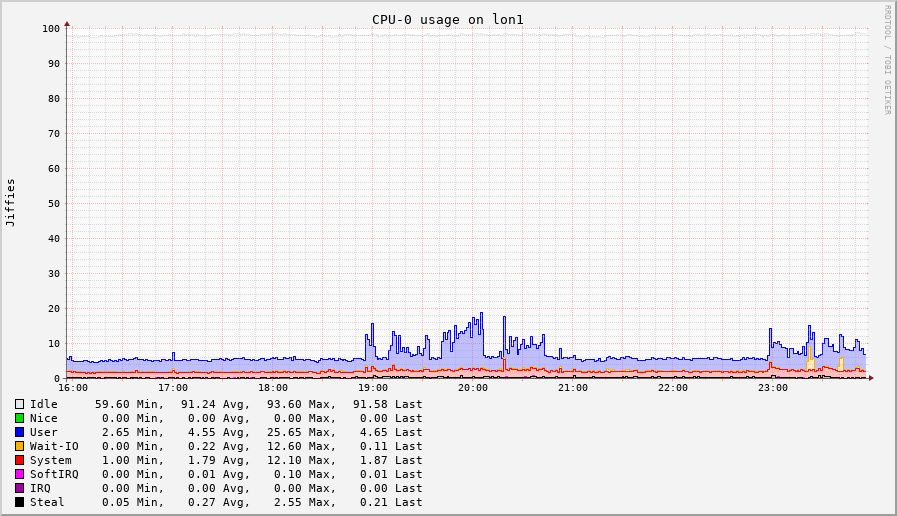 CPU-0 usage on lon1
RRDTOOL / TOBI OETIKER
Jiffies
100
90
80
70
60
50
40
30
20
10
0
16:00 17:00 18:00 19:00 20:00 21:00 22:00 23:00
Idle 59.60 Min, 91.24 Avg, 93.60 Max, 91.58 Last
Nice 0.00 Min, 0.00 Avg, 0.00 Max, 0.00 Last
User 2.65 Min, 4.55 Avg, 25.65 Max, 4.65 Last
Wait-IO 0.00 Min, 0.22 Avg, 12.60 Max, 0.11 Last
System 1.00 Min, 1.79 Avg, 12.10 Max, 1.87 Last
SoftIRQ 0.00 Min, 0.01 Avg, 0.10 Max, 0.01 Last
IRQ 0.00 Min, 0.00 Avg, 0.00 Max, 0.00 Last
Steal 0.05 Min, 0.27 Avg, 2.55 Max, 0.21 Last